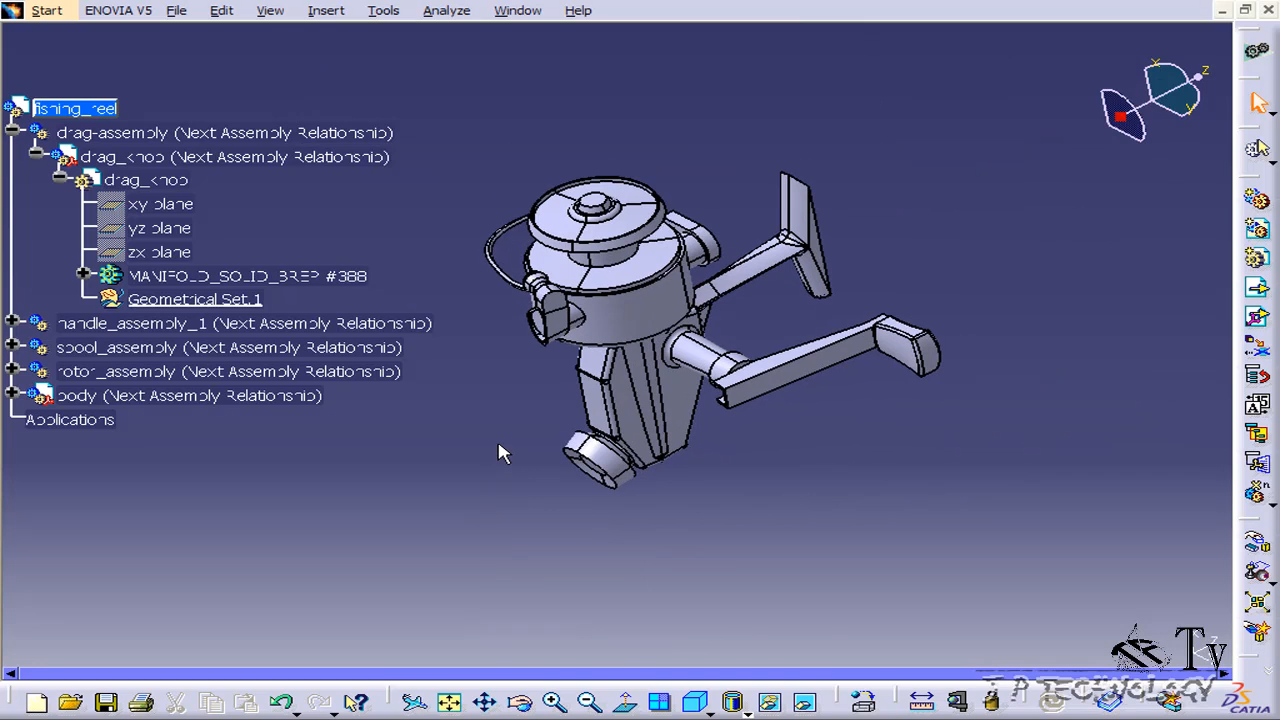 Start ENOVIA V5 File Edit View Insert Tools Analyze Window Help
fishing_reel
drag-assembly (Next Assembly Relationship)
drag_knob (Next Assembly Relationship)
drag_knob
xy plane
yz plane
zx plane
MANIFOLD_SOLID_BREP #388
Geometrical Set.1
handle_assembly_1 (Next Assembly Relationship)
spool_assembly (Next Assembly Relationship)
rotor_assembly (Next Assembly Relationship)
body (Next Assembly Relationship)
Applications
X
Z
Y
Ty
TECHNOLOGY
CATIA